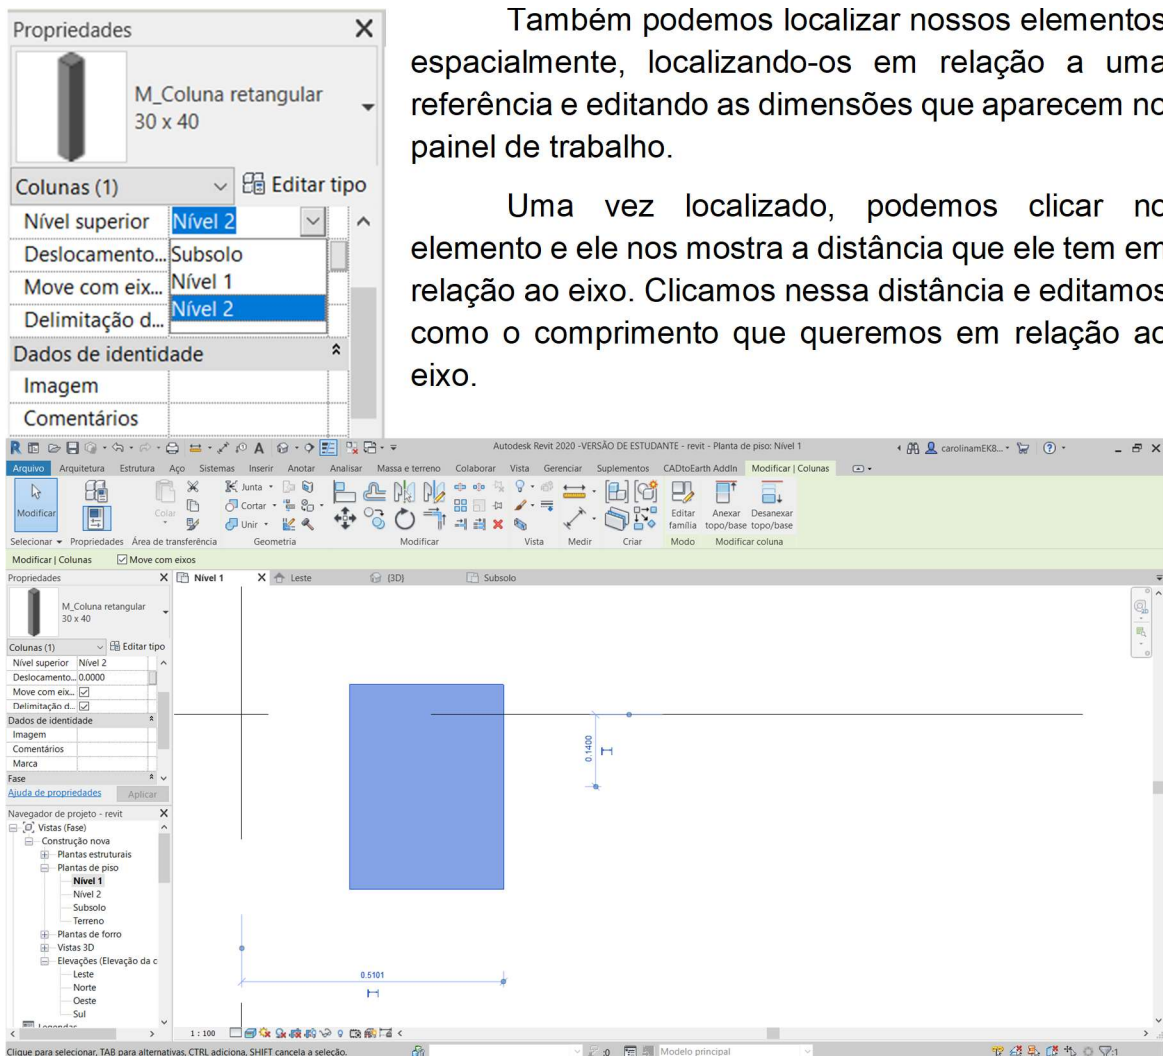 Propriedades
M_Coluna retangular
30 x 40
Colunas (1)
Editar tipo
Nível superior Nível 2
Deslocamento... Subsolo
Move com eix... Nível 1
Delimitação d... Nível 2
Dados de identidade
Imagem
Comentários
Também podemos localizar nossos elementos
espacialmente, localizando-os em relação a uma
referência e editando as dimensões que aparecem no
painel de trabalho.
Uma vez localizado, podemos clicar no
elemento e ele nos mostra a distância que ele tem em
relação ao eixo. Clicamos nessa distância e editamos
como o comprimento que queremos em relação ao
eixo.
Autodesk Revit 2020 -VERSÃO DE ESTUDANTE - revit - Planta de piso: Nível 1
carolinamEK8...
Arquivo Arquitetura Estrutura Aço Sistemas Inserir Anotar Analisar Massa e terreno Colaborar Vista Gerenciar Suplementos CADtoEarth AddIn Modificar | Colunas
Modificar
Colar
Junta
Cortar
Unir
Editar família
Anexar topo/base
Desanexar topo/base
Selecionar Propriedades Área de transferência Geometria Modificar Vista Medir Criar Modo Modificar coluna
Modificar | Colunas Move com eixos
Propriedades
M_Coluna retangular
30 x 40
Colunas (1) Editar tipo
Nível superior Nível 2
Deslocamento... 0.0000
Move com eix...
Delimitação d...
Dados de identidade
Imagem
Comentários
Marca
Fase
Ajuda de propriedades Aplicar
Navegador de projeto - revit
Vistas (Fase)
Construção nova
Plantas estruturais
Plantas de piso
Nível 1
Nível 2
Subsolo
Terreno
Plantas de forro
Vistas 3D
Elevações (Elevação da c
Leste
Norte
Oeste
Sul
Nível 1 Leste {3D} Subsolo
0.1400
0.5101
1 : 100
Clique para selecionar, TAB para alternativas, CTRL adiciona, SHIFT cancela a seleção.
:0
Modelo principal
:1